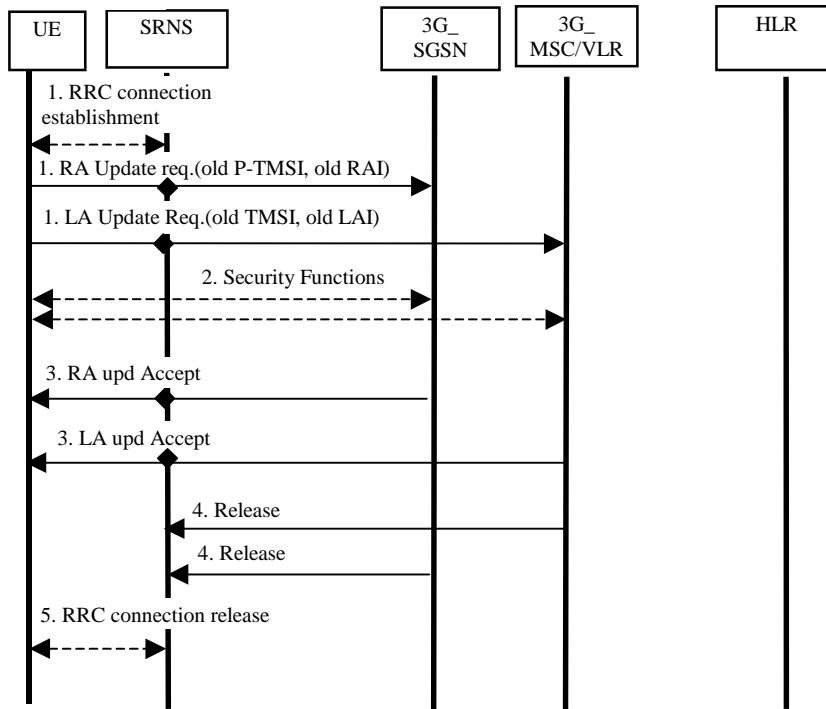 UE
SRNS
3G_
SGSN
3G_
MSC/VLR
HLR
1. RRC connection
establishment
1. RA Update req.(old P-TMSI, old RAI)
1. LA Update Req.(old TMSI, old LAI)
2. Security Functions
3. RA upd Accept
3. LA upd Accept
4. Release
4. Release
5. RRC connection release